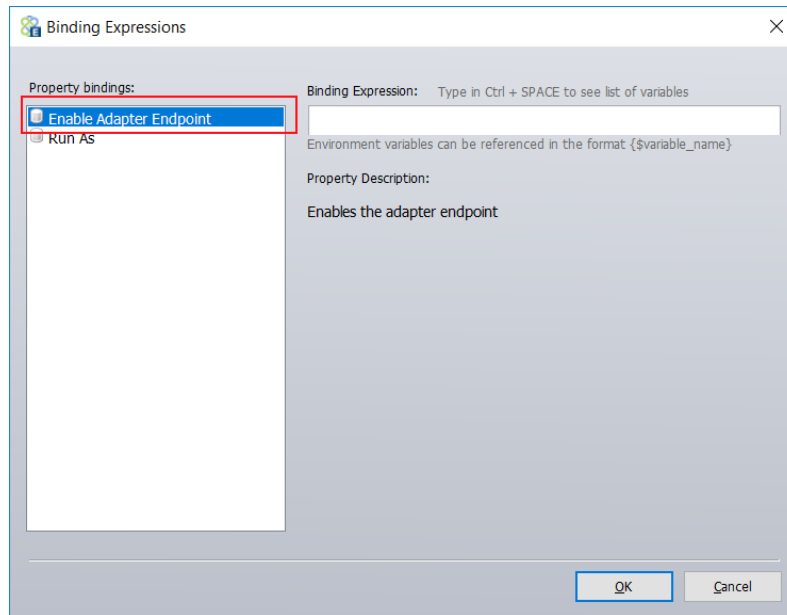 Binding Expressions
Property bindings:
Enable Adapter Endpoint
Run As
Binding Expression: Type in Ctrl + SPACE to see list of variables
Environment variables can be referenced in the format {$variable_name}
Property Description:
Enables the adapter endpoint
OK Cancel